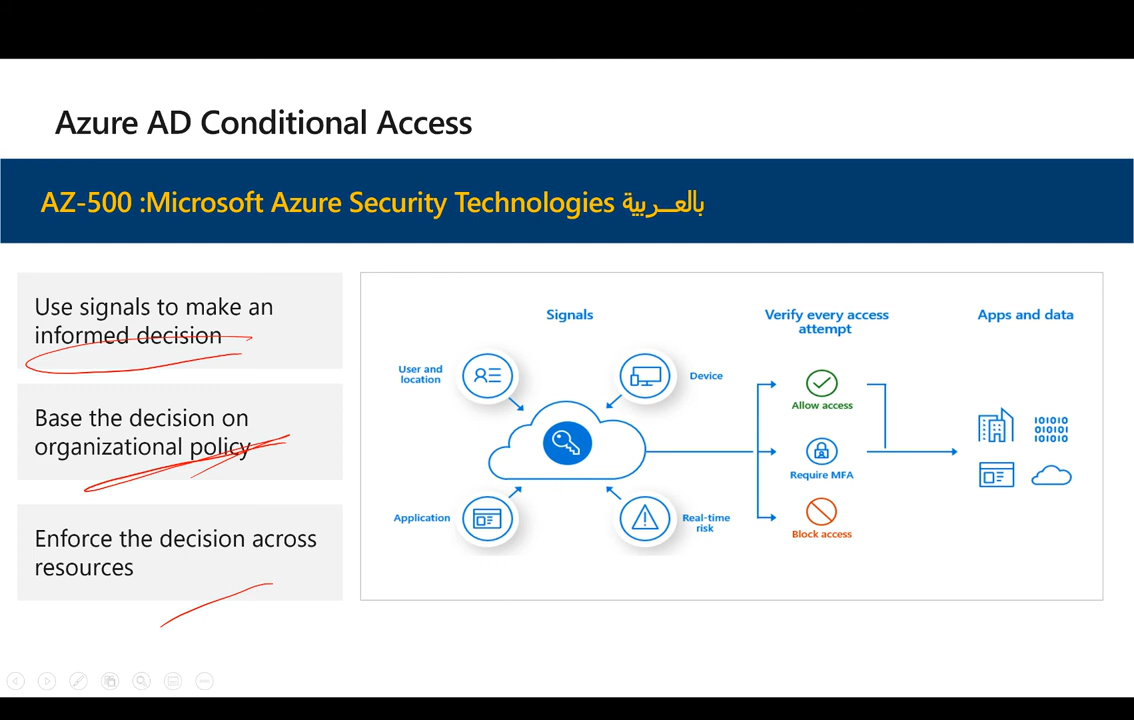 Azure AD Conditional Access
AZ-500 :Microsoft Azure Security Technologies بالعـــربية
Use signals to make an
informed decision
Base the decision on
organizational policy
Enforce the decision across
resources
Signals
User and
location
Device
Application
Real-time
risk
Verify every access
attempt
Allow access
Require MFA
Block access
Apps and data
101010
010101
101010